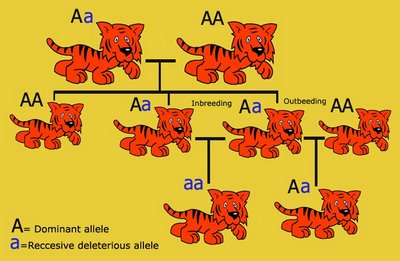 Aa AA
AA Aa Inbreeding Aa Outbeeding AA
aa Aa
A= Dominant allele
a=Reccesive deleterious allele